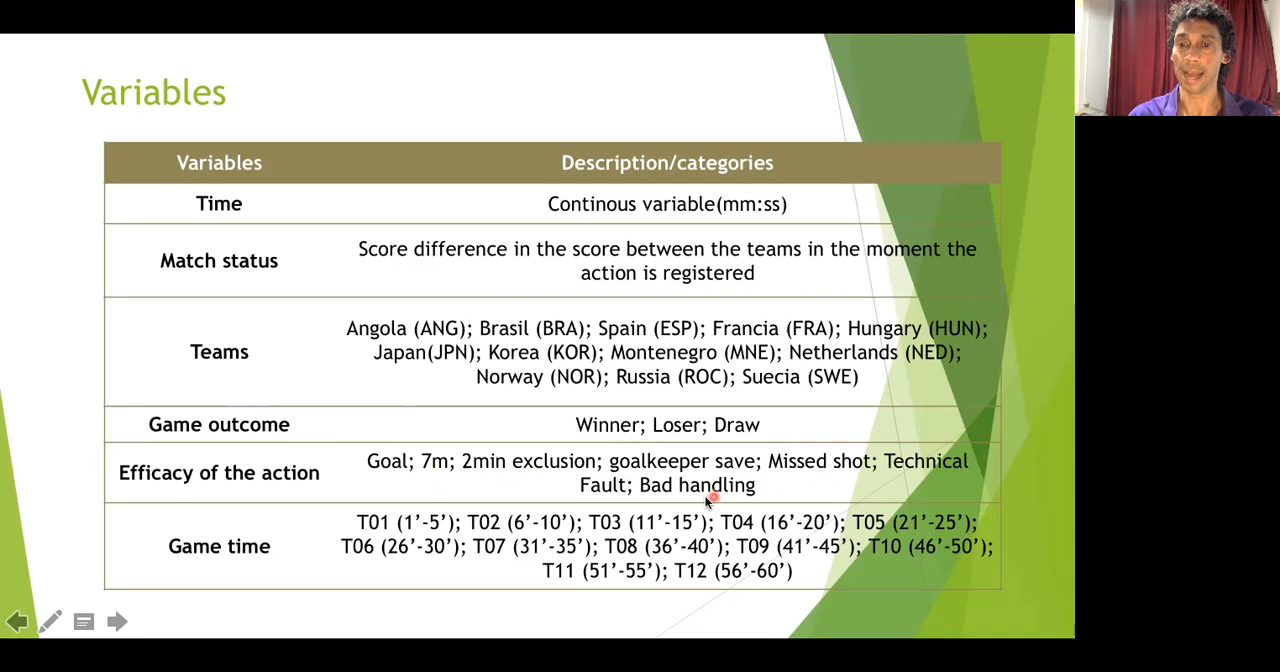 Variables
Variables Description/categories
Time Continous variable(mm:ss)
Match status Score difference in the score between the teams in the moment the
action is registered
Teams Angola (ANG); Brasil (BRA); Spain (ESP); Francia (FRA); Hungary (HUN);
Japan(JPN); Korea (KOR); Montenegro (MNE); Netherlands (NED);
Norway (NOR); Russia (ROC); Suecia (SWE)
Game outcome Winner; Loser; Draw
Efficacy of the action Goal; 7m; 2min exclusion; goalkeeper save; Missed shot; Technical
Fault; Bad handling
Game time T01 (1’-5’); T02 (6’-10’); T03 (11’-15’); T04 (16’-20’); T05 (21’-25’);
T06 (26’-30’); T07 (31’-35’); T08 (36’-40’); T09 (41’-45’); T10 (46’-50’);
T11 (51’-55’); T12 (56’-60’)